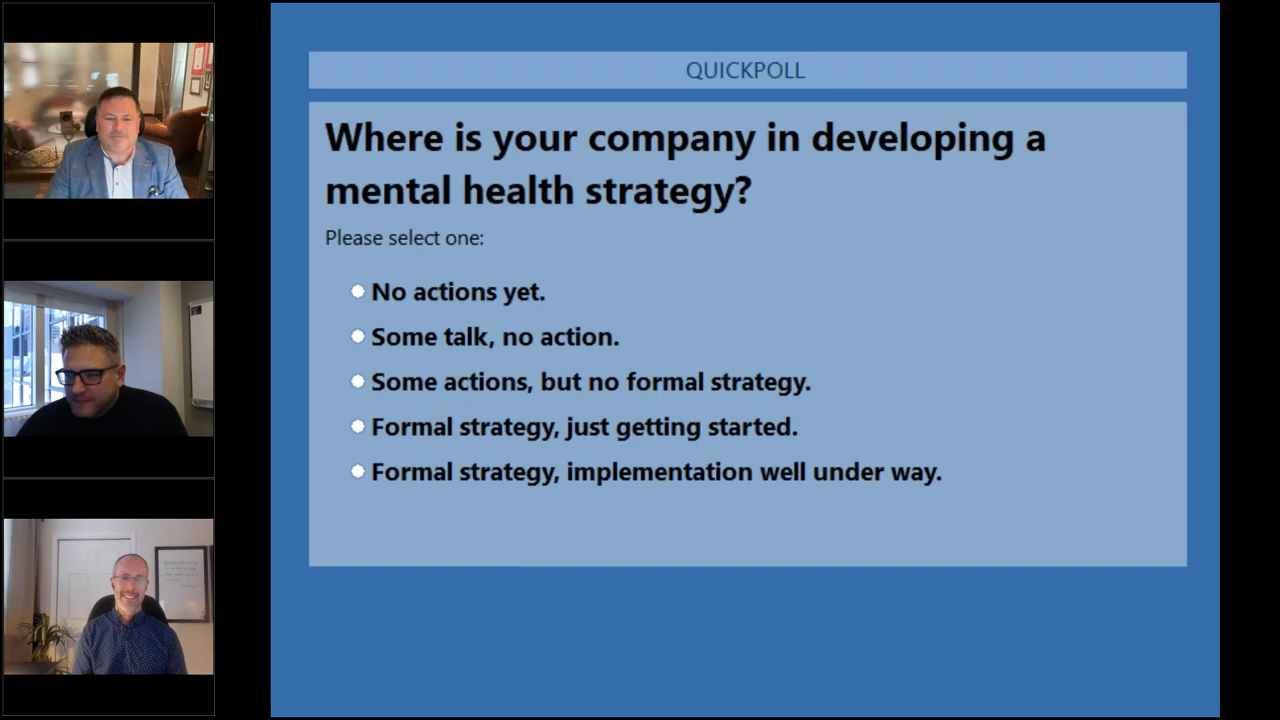 QUICKPOLL
Where is your company in developing a
mental health strategy?
Please select one:
No actions yet.
Some talk, no action.
Some actions, but no formal strategy.
Formal strategy, just getting started.
Formal strategy, implementation well under way.